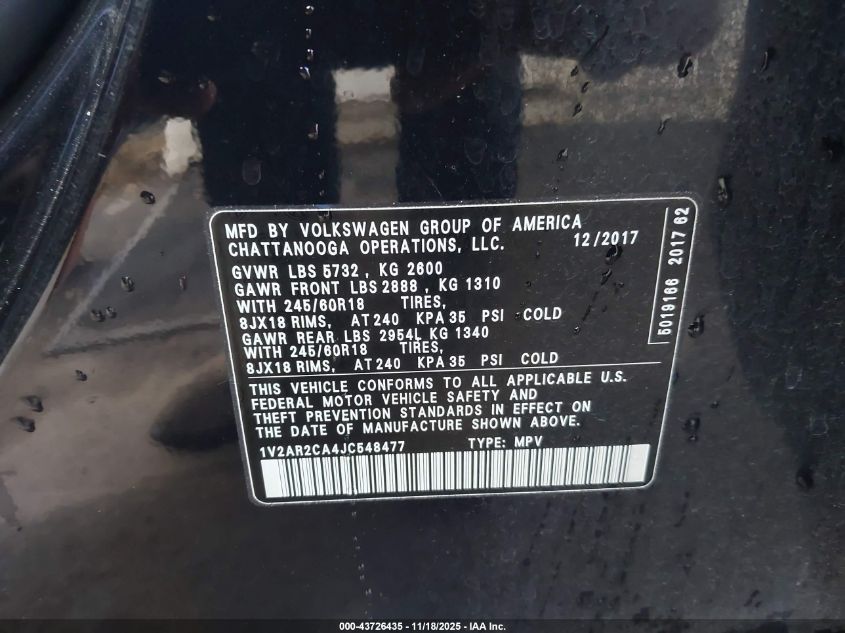 MFD BY VOLKSWAGEN GROUP OF AMERICA
CHATTANOOGA OPERATIONS, LLC. 12/2017
GVWR LBS 5732 , KG 2600
GAWR FRONT LBS 2888 , KG 1310
WITH 245/60R18 TIRES,
8JX18 RIMS, AT 240 KPA 35 PSI COLD
GAWR REAR LBS 2954L KG 1340
WITH 245/60R18 TIRES,
8JX18 RIMS, AT 240 KPA 35 PSI COLD
THIS VEHICLE CONFORMS TO ALL APPLICABLE U.S.
FEDERAL MOTOR VEHICLE SAFETY AND
THEFT PREVENTION STANDARDS IN EFFECT ON
THE DATE OF MANUFACTURE SHOWN ABOVE.
1V2AR2CA4JC548477 TYPE: MPV
5019166 2017 62
000-43726435 - 11/18/2025 - IAA Inc.